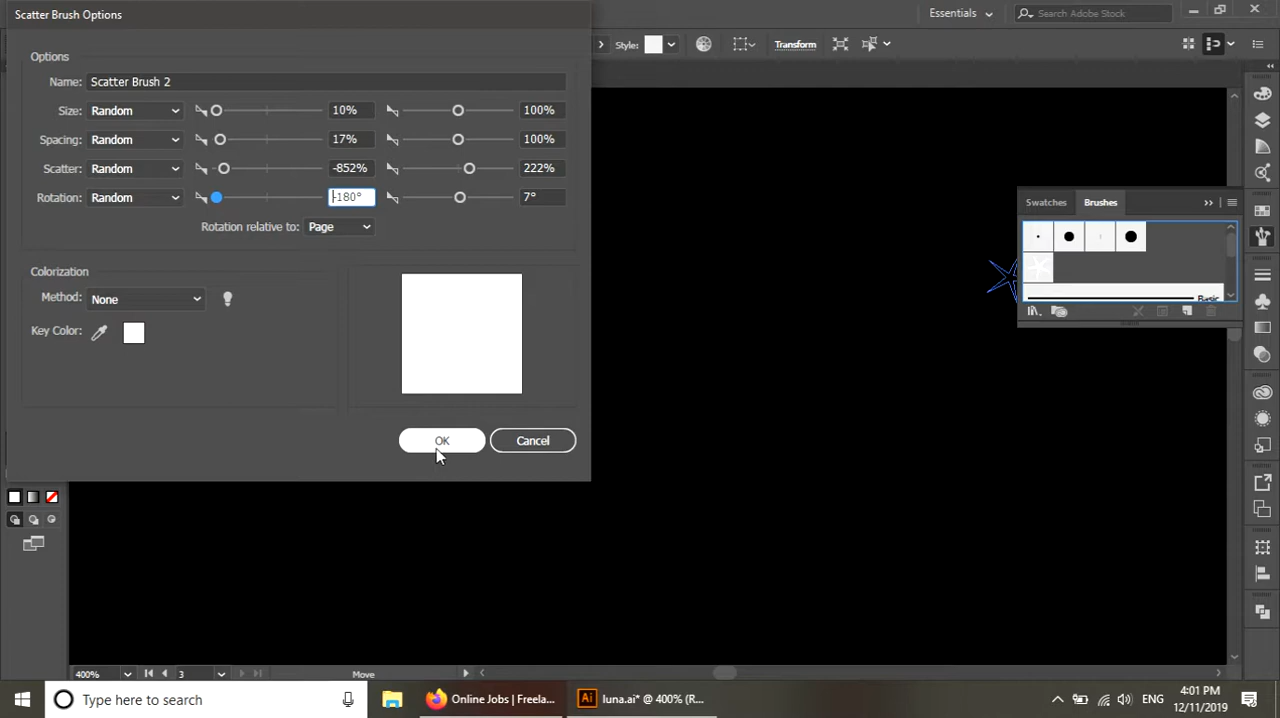 Scatter Brush Options
Essentials
Search Adobe Stock
Style:
Transform
Options
Name: Scatter Brush 2
Size: Random 10% 100%
Spacing: Random 17% 100%
Scatter: Random -852% 222%
Rotation: Random -180° 7°
Rotation relative to: Page
Swatches Brushes
Basic
Colorization
Method: None
Key Color:
OK Cancel
400% 3 Move
Type here to search
Online Jobs | Freela...
luna.ai* @ 400% (R...
ENG
4:01 PM
12/11/2019